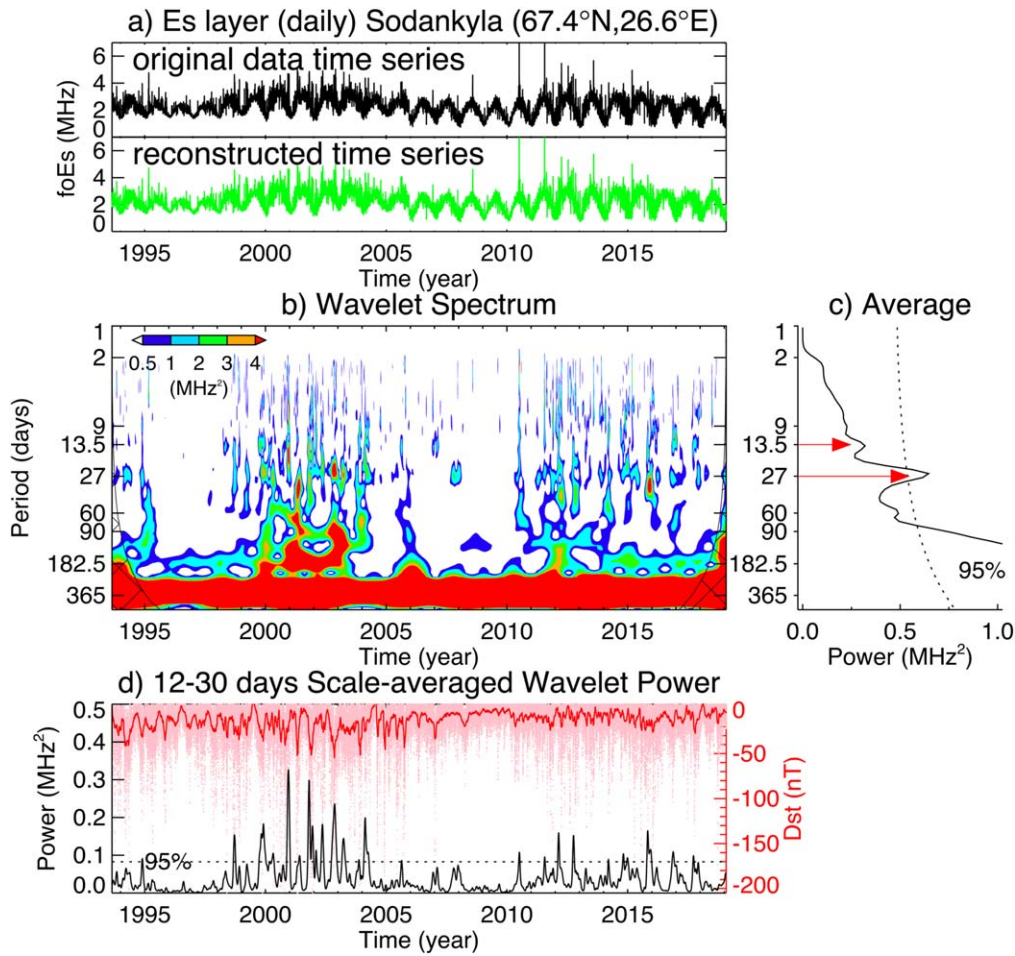 a) Es layer (daily) Sodankyla (67.4°N,26.6°E)
original data time series
6
4
2
0
foEs (MHz)
reconstructed time series
6
4
2
0
1995 2000 2005 2010 2015
Time (year)
b) Wavelet Spectrum
0.5 1 2 3 4
(MHz²)
1
2
9
13.5
27
60
90
182.5
365
Period (days)
1995 2000 2005 2010 2015
Time (year)
c) Average
1
2
9
13.5
27
60
90
182.5
365
95%
0.0 0.5 1.0
Power (MHz²)
d) 12-30 days Scale-averaged Wavelet Power
0.5
0.4
0.3
0.2
0.1
0.0
Power (MHz²)
95%
0
-50
-100
-150
-200
Dst (nT)
1995 2000 2005 2010 2015
Time (year)